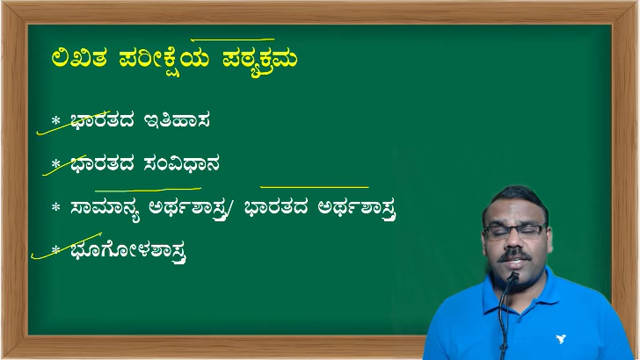 ಲಿಖಿತ ಪರೀಕ್ಷೆಯ ಪಠ್ಯಕ್ರಮ
* ಭಾರತದ ಇತಿಹಾಸ
* ಭಾರತದ ಸಂವಿಧಾನ
* ಸಾಮಾನ್ಯ ಅರ್ಥಶಾಸ್ತ್ರ/ ಭಾರತದ ಅರ್ಥಶಾಸ್ತ್ರ
* ಭೂಗೋಳಶಾಸ್ತ್ರ